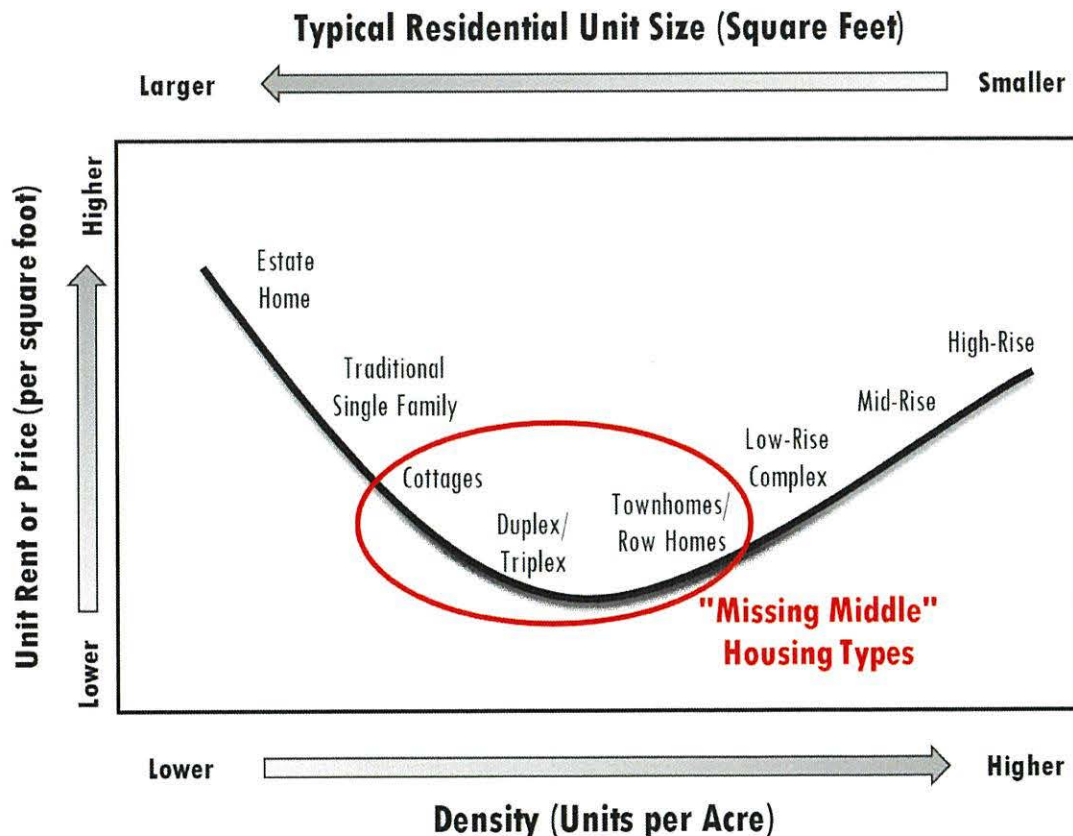 Typical Residential Unit Size (Square Feet)
Larger
Smaller
Unit Rent or Price (per square foot)
Higher
Lower
Estate
Home
Traditional
Single Family
Cottages
Duplex/
Triplex
Townhomes/
Row Homes
Low-Rise
Complex
Mid-Rise
High-Rise
"Missing Middle"
Housing Types
Lower
Higher
Density (Units per Acre)